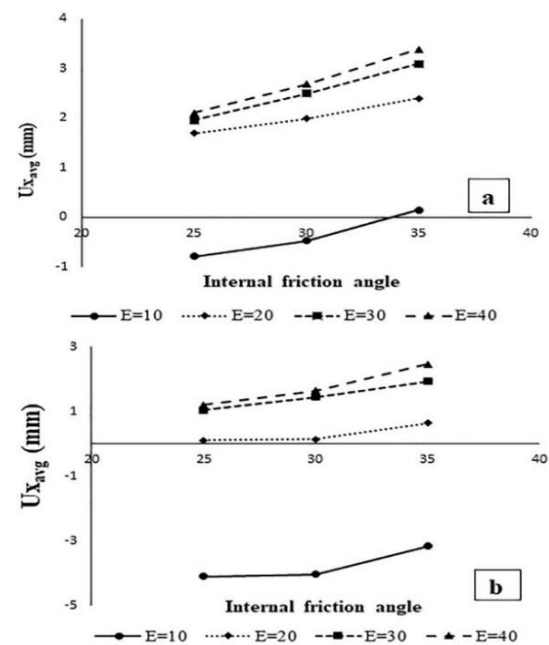 4
3
2
1
0
-1
20 25 30 35 40
Ux_avg (mm)
a
Internal friction angle
E=10 E=20 E=30 E=40
3
1
-1
-3
-5
20 25 30 35 40
Ux_avg (mm)
b
Internal friction angle
E=10 E=20 E=30 E=40